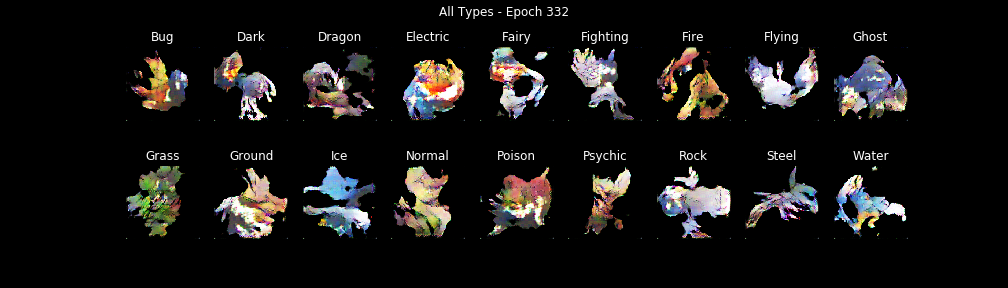 All Types - Epoch 332
Bug Dark Dragon Electric Fairy Fighting Fire Flying Ghost
Grass Ground Ice Normal Poison Psychic Rock Steel Water